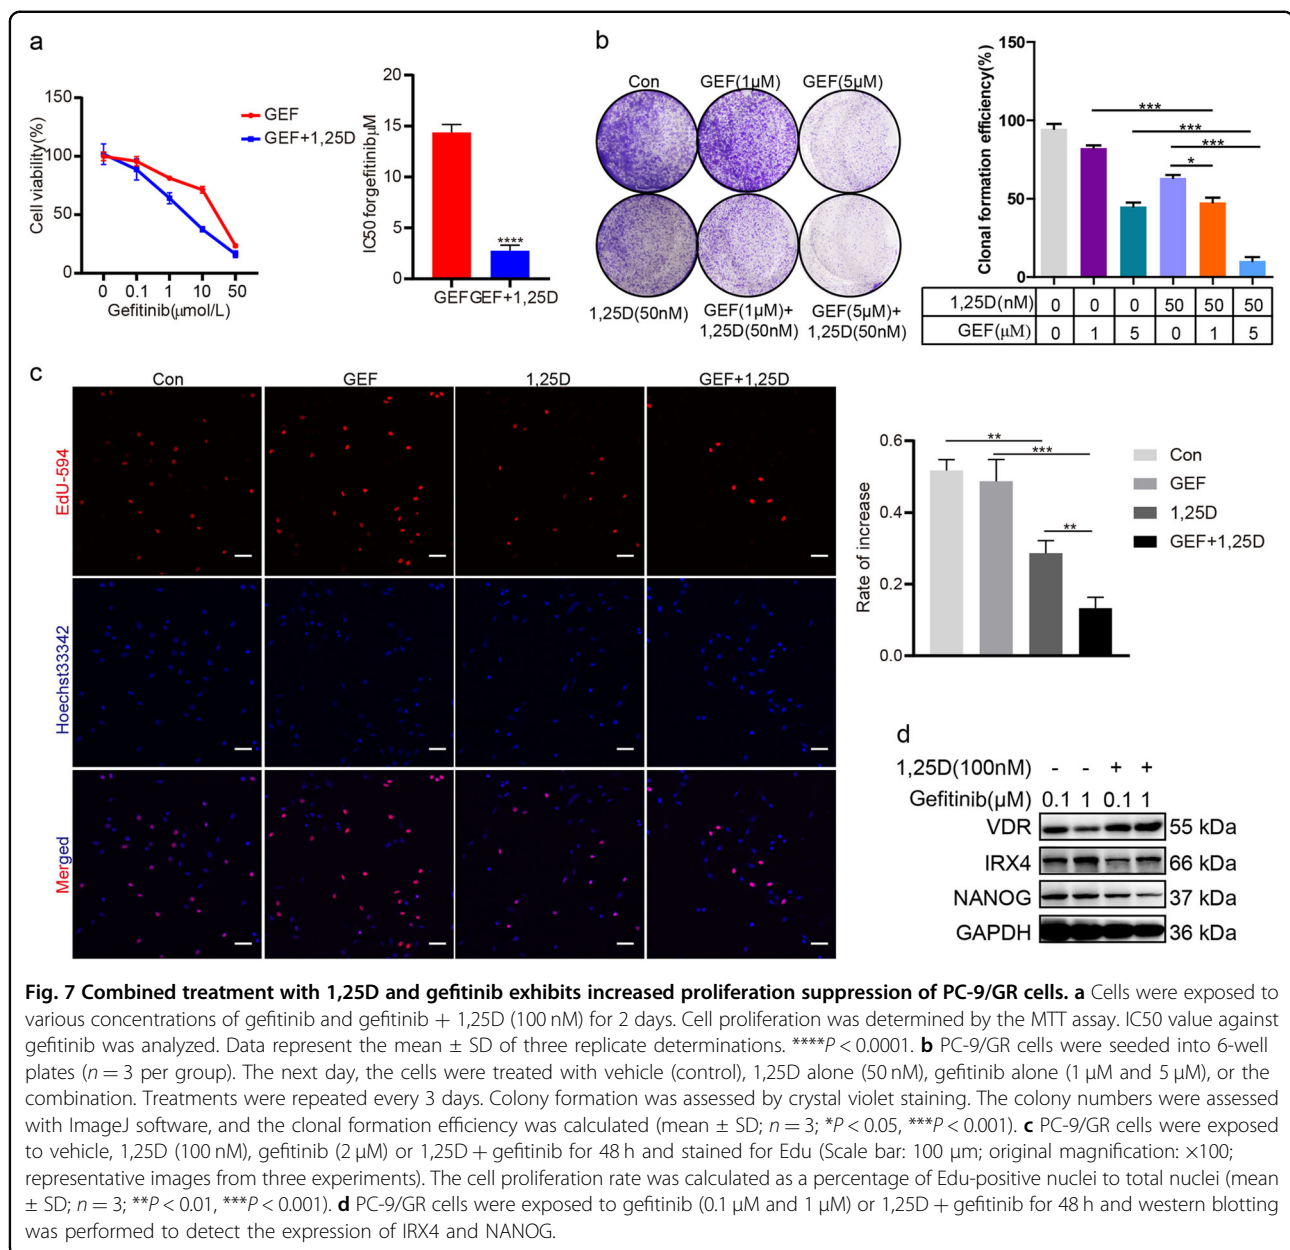 a
150
100
50
0
Cell viability(%)
GEF
GEF+1,25D
0 0.1 1 10 50
Gefitinib(μmol/L)
20
15
10
5
0
IC50 forgefitinibμM
GEF GEF+1,25D
****
b
Con GEF(1μM) GEF(5μM)
1,25D(50nM) GEF(1μM)+ GEF(5μM)+
1,25D(50nM) 1,25D(50nM)
150
100
50
0
Clonal formation efficiency(%)
***
***
***
*
1,25D(nM) 0 0 0 50 50 50
GEF(μM) 0 1 5 0 1 5
c
Con GEF 1,25D GEF+1,25D
EdU-594
Hoechst33342
Merged
0.6
0.4
0.2
0.0
Rate of increase
**
***
**
Con
GEF
1,25D
GEF+1,25D
d
1,25D(100nM) - - + +
Gefitinib(μM) 0.1 1 0.1 1
VDR 55 kDa
IRX4 66 kDa
NANOG 37 kDa
GAPDH 36 kDa
Fig. 7 Combined treatment with 1,25D and gefitinib exhibits increased proliferation suppression of PC-9/GR cells. a Cells were exposed to
various concentrations of gefitinib and gefitinib + 1,25D (100 nM) for 2 days. Cell proliferation was determined by the MTT assay. IC50 value against
gefitinib was analyzed. Data represent the mean ± SD of three replicate determinations. ****P < 0.0001. b PC-9/GR cells were seeded into 6-well
plates (n = 3 per group). The next day, the cells were treated with vehicle (control), 1,25D alone (50 nM), gefitinib alone (1 μM and 5 μM), or the
combination. Treatments were repeated every 3 days. Colony formation was assessed by crystal violet staining. The colony numbers were assessed
with ImageJ software, and the clonal formation efficiency was calculated (mean ± SD; n = 3; *P < 0.05, ***P < 0.001). c PC-9/GR cells were exposed
to vehicle, 1,25D (100 nM), gefitinib (2 μM) or 1,25D + gefitinib for 48 h and stained for Edu (Scale bar: 100 μm; original magnification: ×100;
representative images from three experiments). The cell proliferation rate was calculated as a percentage of Edu-positive nuclei to total nuclei (mean
± SD; n = 3; **P < 0.01, ***P < 0.001). d PC-9/GR cells were exposed to gefitinib (0.1 μM and 1 μM) or 1,25D + gefitinib for 48 h and western blotting
was performed to detect the expression of IRX4 and NANOG.